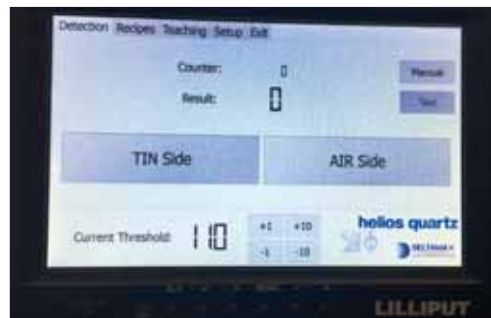 Detection Recipes Teaching Setup Exit
Counter: 0
Manual
Result: 0
Test
TIN Side AIR Side
Current Threshold: 110
+1 +10
-1 -10
helios quartz
DELTAMAX
LILLIPUT